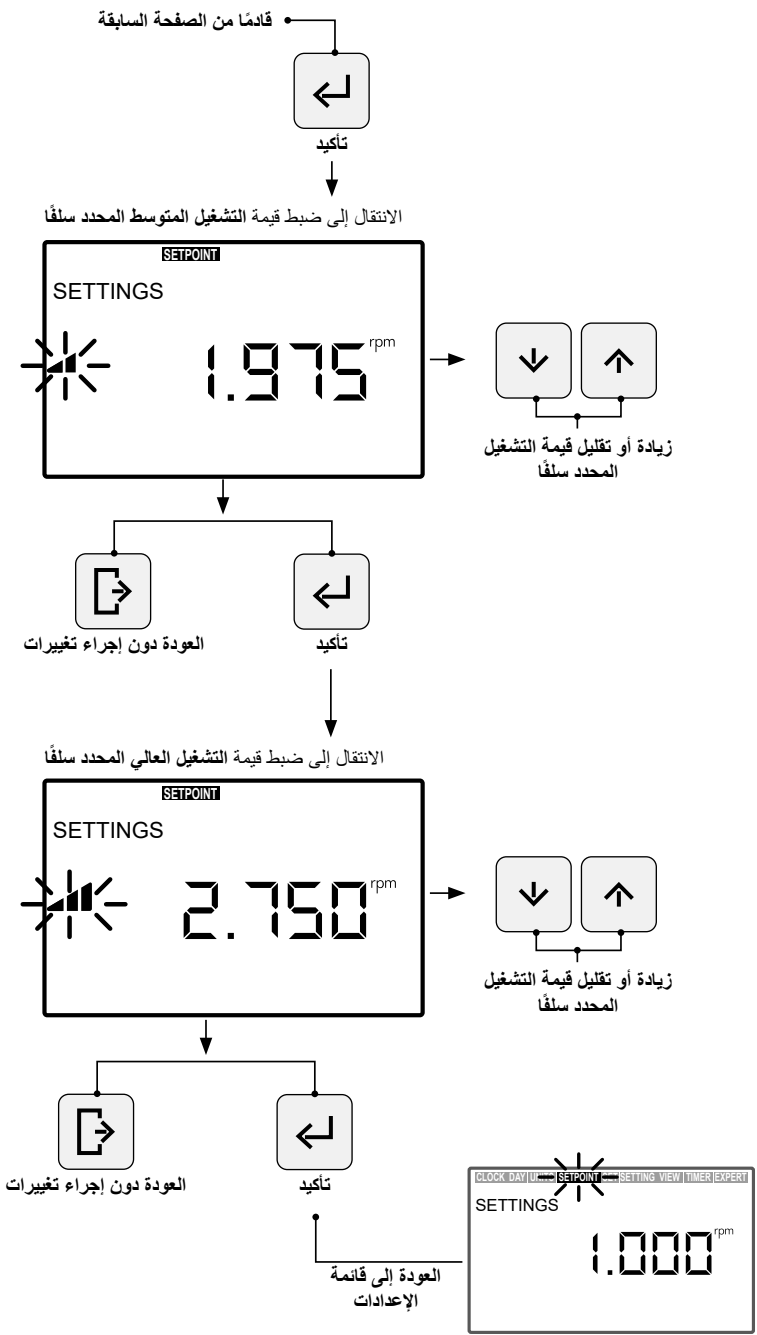 قادمًا من الصفحة السابقة
تأكيد
الانتقال إلى ضبط قيمة التشغيل المتوسط المحدد سلفًا
SETPOINT
SETTINGS
1.975 rpm
زيادة أو تقليل قيمة التشغيل
المحدد سلفًا
العودة دون إجراء تغييرات
تأكيد
الانتقال إلى ضبط قيمة التشغيل العالي المحدد سلفًا
SETPOINT
SETTINGS
2.750 rpm
زيادة أو تقليل قيمة التشغيل
المحدد سلفًا
العودة دون إجراء تغييرات
تأكيد
CLOCK DAY SETPOINT SETTING VIEW TIMER EXPERT
SETTINGS
1.000 rpm
العودة إلى قائمة
الإعدادات